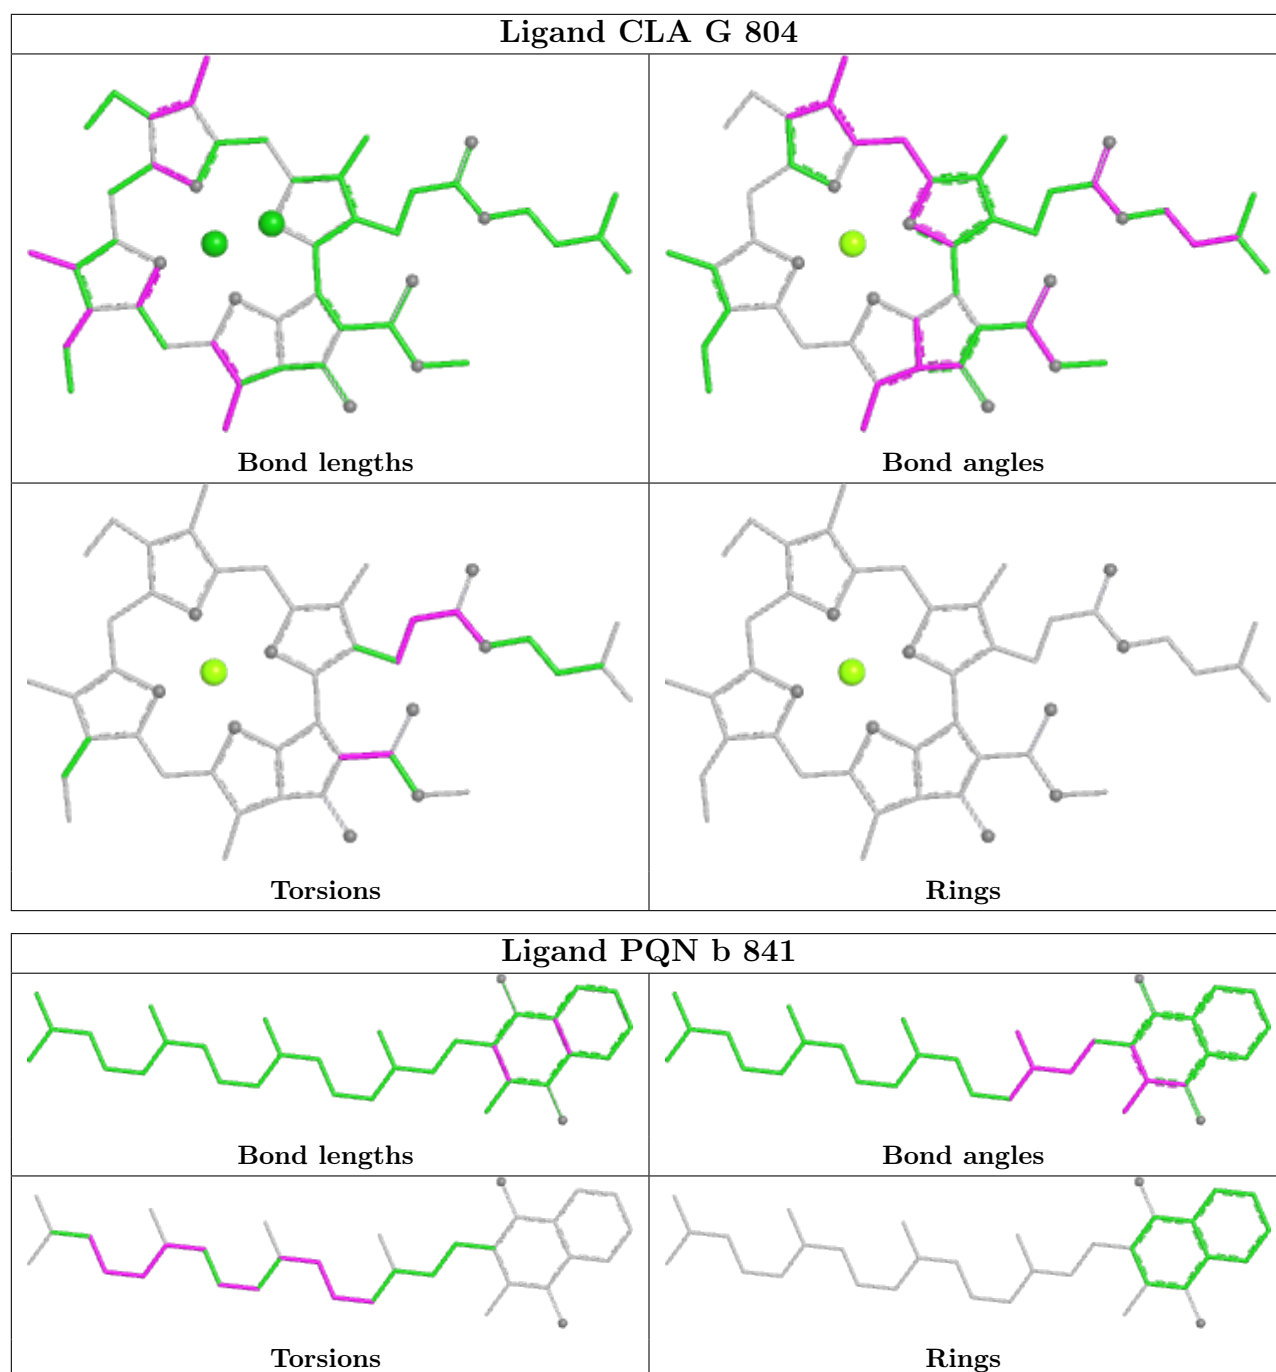 Ligand CLA G 804
Bond lengths
Bond angles
Torsions
Rings
Ligand PQN b 841
Bond lengths
Bond angles
Torsions
Rings